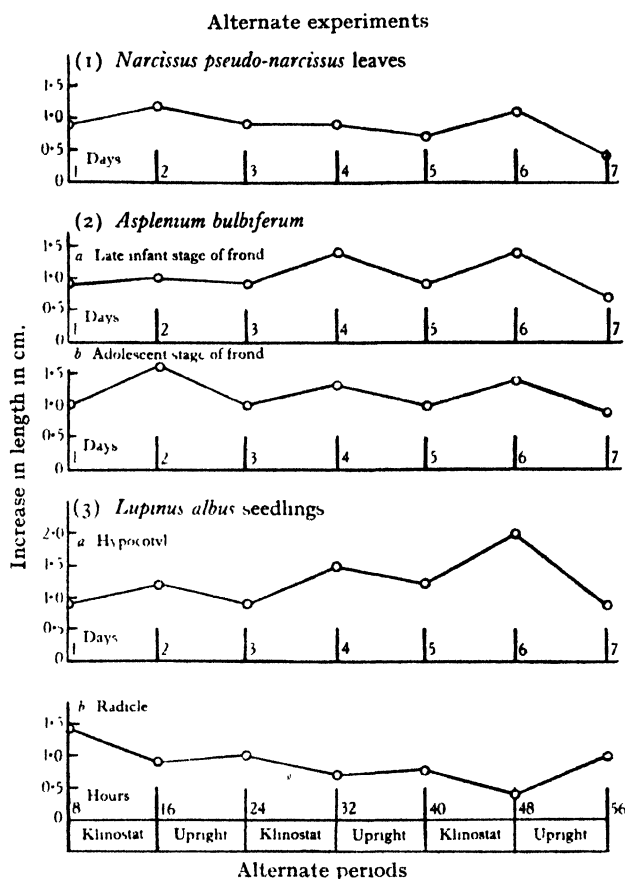 Alternate experiments
(1) Narcissus pseudo-narcissus leaves
1·5
1·0
0·5
0
Days
1 2 3 4 5 6 7
(2) Asplenium bulbiferum
a Late infant stage of frond
1·5
1·0
0·5
0
Days
1 2 3 4 5 6 7
b Adolescent stage of frond
1·5
1·0
0·5
0
Days
1 2 3 4 5 6 7
Increase in length in cm.
(3) Lupinus albus seedlings
a Hypocotyl
2·0
1·5
1·0
0·5
0
Days
1 2 3 4 5 6 7
b Radicle
1·5
1·0
0·5
0
Hours
8 16 24 32 40 48 56
Klinostat Upright Klinostat Upright Klinostat Upright
Alternate periods